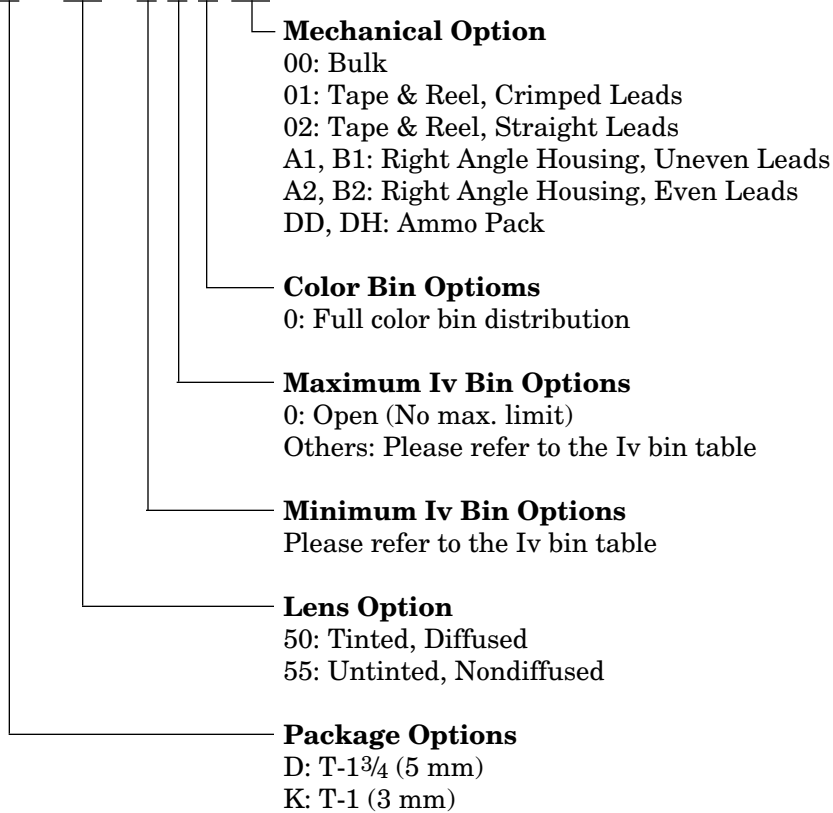 Mechanical Option
00: Bulk
01: Tape & Reel, Crimped Leads
02: Tape & Reel, Straight Leads
A1, B1: Right Angle Housing, Uneven Leads
A2, B2: Right Angle Housing, Even Leads
DD, DH: Ammo Pack
Color Bin Optioms
0: Full color bin distribution
Maximum Iv Bin Options
0: Open (No max. limit)
Others: Please refer to the Iv bin table
Minimum Iv Bin Options
Please refer to the Iv bin table
Lens Option
50: Tinted, Diffused
55: Untinted, Nondiffused
Package Options
D: T-1¾ (5 mm)
K: T-1 (3 mm)